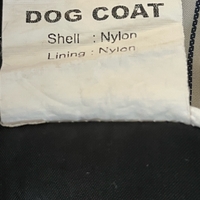 DOG COAT
Shell : Nylon
Lining : Nylon